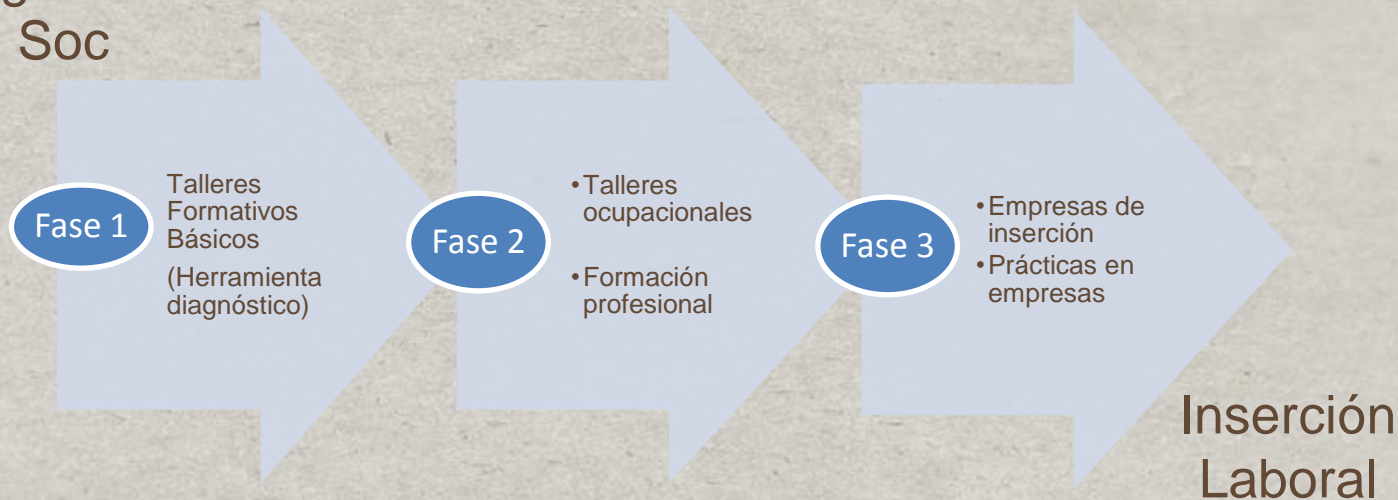 Soc
Fase 1
Talleres
Formativos
Básicos
(Herramienta
diagnóstico)
Fase 2
•Talleres
ocupacionales
•Formación
profesional
Fase 3
•Empresas de
inserción
•Prácticas en
empresas
Inserción
Laboral